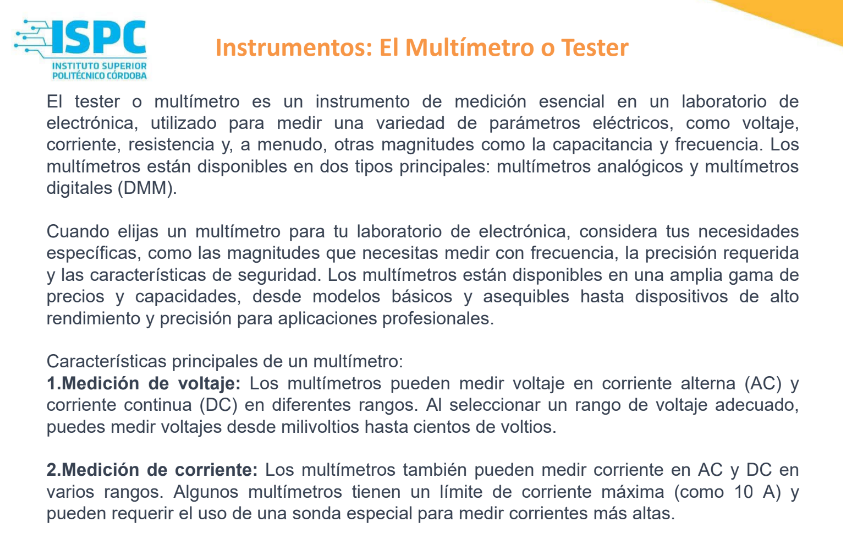 ISPC
INSTITUTO SUPERIOR
POLITÉCNICO CÓRDOBA
Instrumentos: El Multímetro o Tester
El tester o multímetro es un instrumento de medición esencial en un laboratorio de
electrónica, utilizado para medir una variedad de parámetros eléctricos, como voltaje,
corriente, resistencia y, a menudo, otras magnitudes como la capacitancia y frecuencia. Los
multímetros están disponibles en dos tipos principales: multímetros analógicos y multímetros
digitales (DMM).
Cuando elijas un multímetro para tu laboratorio de electrónica, considera tus necesidades
específicas, como las magnitudes que necesitas medir con frecuencia, la precisión requerida
y las características de seguridad. Los multímetros están disponibles en una amplia gama de
precios y capacidades, desde modelos básicos y asequibles hasta dispositivos de alto
rendimiento y precisión para aplicaciones profesionales.
Características principales de un multímetro:
1.Medición de voltaje: Los multímetros pueden medir voltaje en corriente alterna (AC) y
corriente continua (DC) en diferentes rangos. Al seleccionar un rango de voltaje adecuado,
puedes medir voltajes desde milivoltios hasta cientos de voltios.
2.Medición de corriente: Los multímetros también pueden medir corriente en AC y DC en
varios rangos. Algunos multímetros tienen un límite de corriente máxima (como 10 A) y
pueden requerir el uso de una sonda especial para medir corrientes más altas.